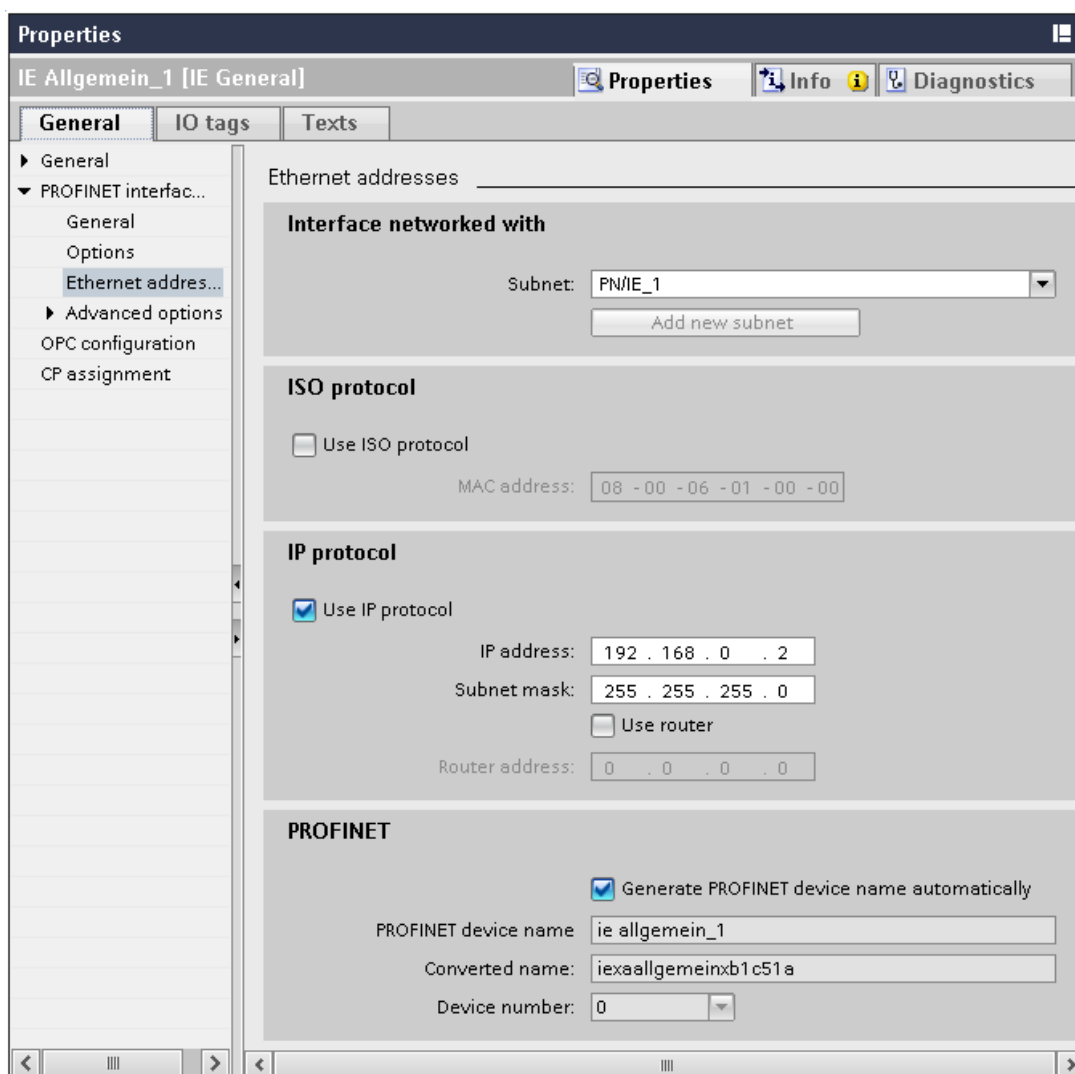 Properties
IE Allgemein_1 [IE General]
Properties
Info
Diagnostics
General
IO tags
Texts
General
PROFINET interfac...
General
Options
Ethernet addres...
Advanced options
OPC configuration
CP assignment
Ethernet addresses
Interface networked with
Subnet: PN/IE_1
Add new subnet
ISO protocol
Use ISO protocol
MAC address: 08 -00 -06 -01 -00 -00
IP protocol
Use IP protocol
IP address: 192 . 168 . 0 . 2
Subnet mask: 255 . 255 . 255 . 0
Use router
Router address: 0 . 0 . 0 . 0
PROFINET
Generate PROFINET device name automatically
PROFINET device name ie allgemein_1
Converted name: iexaallgemeinxb1c51a
Device number: 0